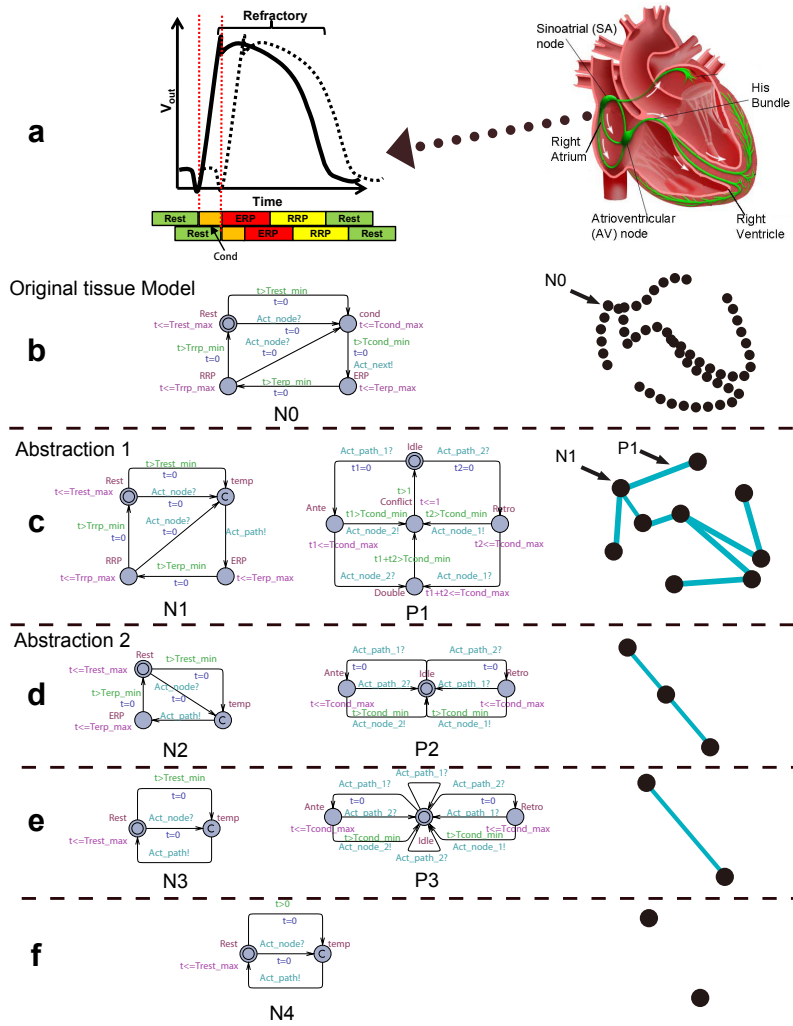 a
Refractory
V_out
Time
Rest
ERP
RRP
Rest
Rest
ERP
RRP
Rest
Cond
Sinoatrial (SA)
node
His
Bundle
Right
Atrium
Atrioventricular
(AV) node
Right
Ventricle
Original tissue Model
b
t>Trest_min
t=0
Rest
t<=Trest_max
Act_node?
t=0
cond
t<=Tcond_max
Act_node?
t=0
t>Trrp_min
t=0
t>Tcond_min
t=0
Act_next!
RRP
t<=Trrp_max
t>Terp_min
t=0
ERP
t<=Terp_max
N0
N0
Abstraction 1
c
t>Trest_min
t=0
Rest
t<=Trest_max
Act_node?
t=0
temp
C
Act_node?
t=0
t>Trrp_min
t=0
Act_path!
RRP
t<=Trrp_max
t>Terp_min
t=0
ERP
t<=Terp_max
N1
Idle
Act_path_1?
t1=0
Act_path_2?
t2=0
t>1
Conflict
t<=1
Ante
t1<=Tcond_max
t1>Tcond_min
Act_node_2!
t2>Tcond_min
Act_node_1!
Retro
t2<=Tcond_max
t1+t2>Tcond_min
Act_node_2?
Act_node_1?
Double
t1+t2<=Tcond_max
P1
N1
P1
Abstraction 2
d
Rest
t<=Trest_max
t>Trest_min
t=0
Act_node?
t=0
t>Terp_min
t=0
ERP
t<=Terp_max
Act_path!
temp
C
N2
Act_path_1?
t=0
Act_path_2?
t=0
Ante
t<=Tcond_max
Act_path_2?
Idle
Act_path_1?
Retro
t<=Tcond_max
t>Tcond_min
Act_node_2!
t>Tcond_min
Act_node_1!
P2
e
t>Trest_min
t=0
Rest
t<=Trest_max
Act_node?
t=0
temp
C
Act_path!
N3
Act_path_1?
Act_path_1?
t=0
Act_path_2?
t=0
Ante
t<=Tcond_max
Act_path_2?
Act_path_1?
Retro
t<=Tcond_max
t>Tcond_min
Act_node_2!
Idle
t>Tcond_min
Act_node_1!
Act_path_2?
P3
f
t>0
t=0
Rest
t<=Trest_max
Act_node?
t=0
temp
C
Act_path!
N4